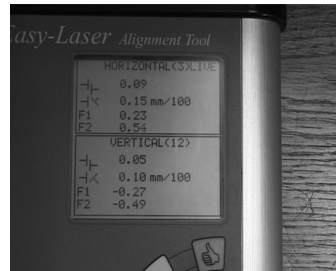 Easy-Laser Alignment Tool
HORIZONTAL(3)LIVE
0.09
0.15 mm/100
F1 0.23
F2 0.54
VERTICAL(12)
0.05
0.10 mm/100
F1 -0.27
F2 -0.49